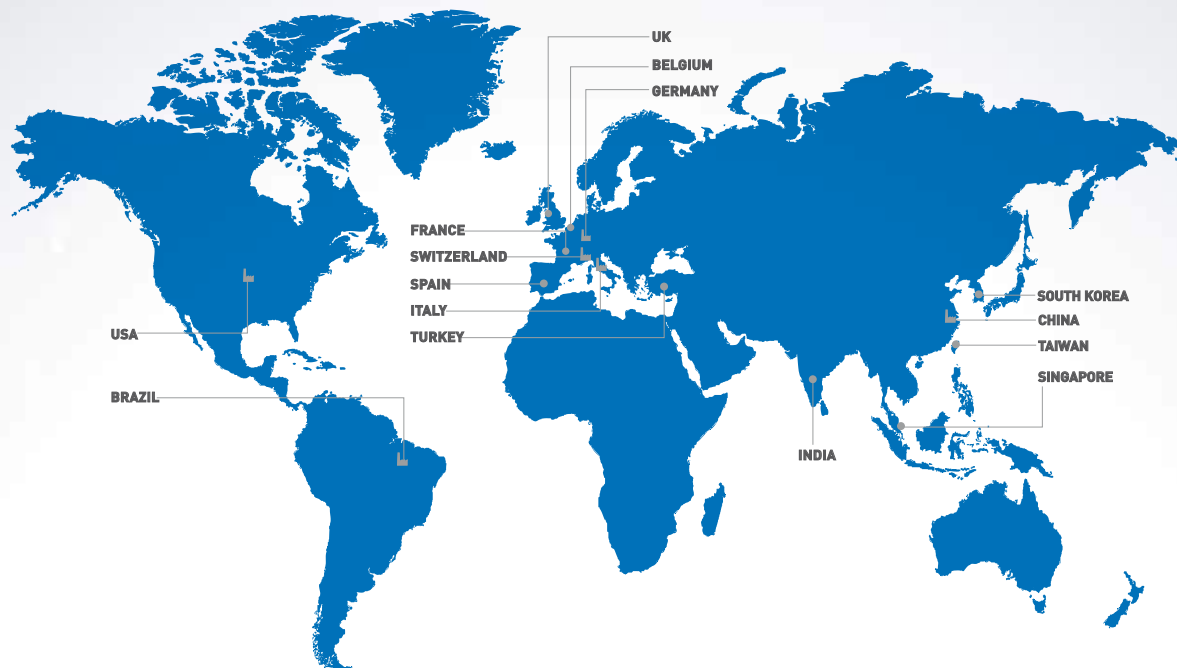 UK
BELGIUM
GERMANY
FRANCE
SWITZERLAND
SPAIN
ITALY
TURKEY
USA
BRAZIL
SOUTH KOREA
CHINA
TAIWAN
SINGAPORE
INDIA